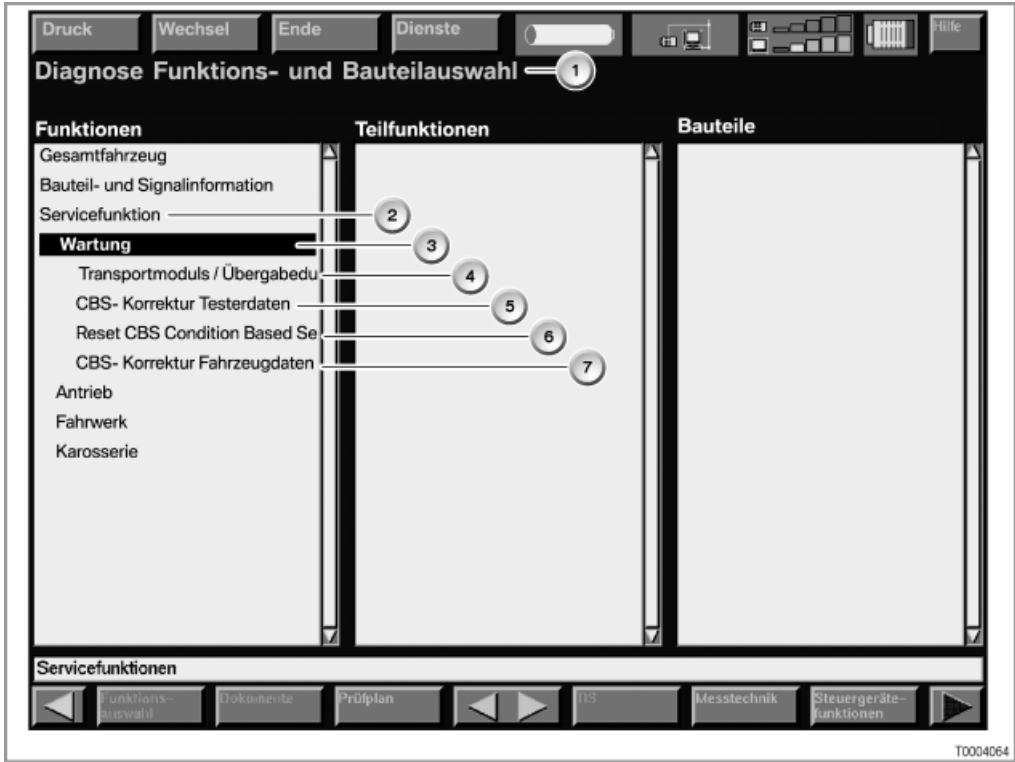 Druck Wechsel Ende Dienste Hilfe
Diagnose Funktions- und Bauteilauswahl 1
Funktionen Teilfunktionen Bauteile
Gesamtfahrzeug
Bauteil- und Signalinformation
Servicefunktion 2
Wartung 3
Transportmoduls / Übergabedu 4
CBS- Korrektur Testerdaten 5
Reset CBS Condition Based Se 6
CBS- Korrektur Fahrzeugdaten 7
Antrieb
Fahrwerk
Karosserie
Servicefunktionen
Funktions- Dokumente Prüfplan Messtechnik Steuergeräte-
auswahl funktionen
T0004064